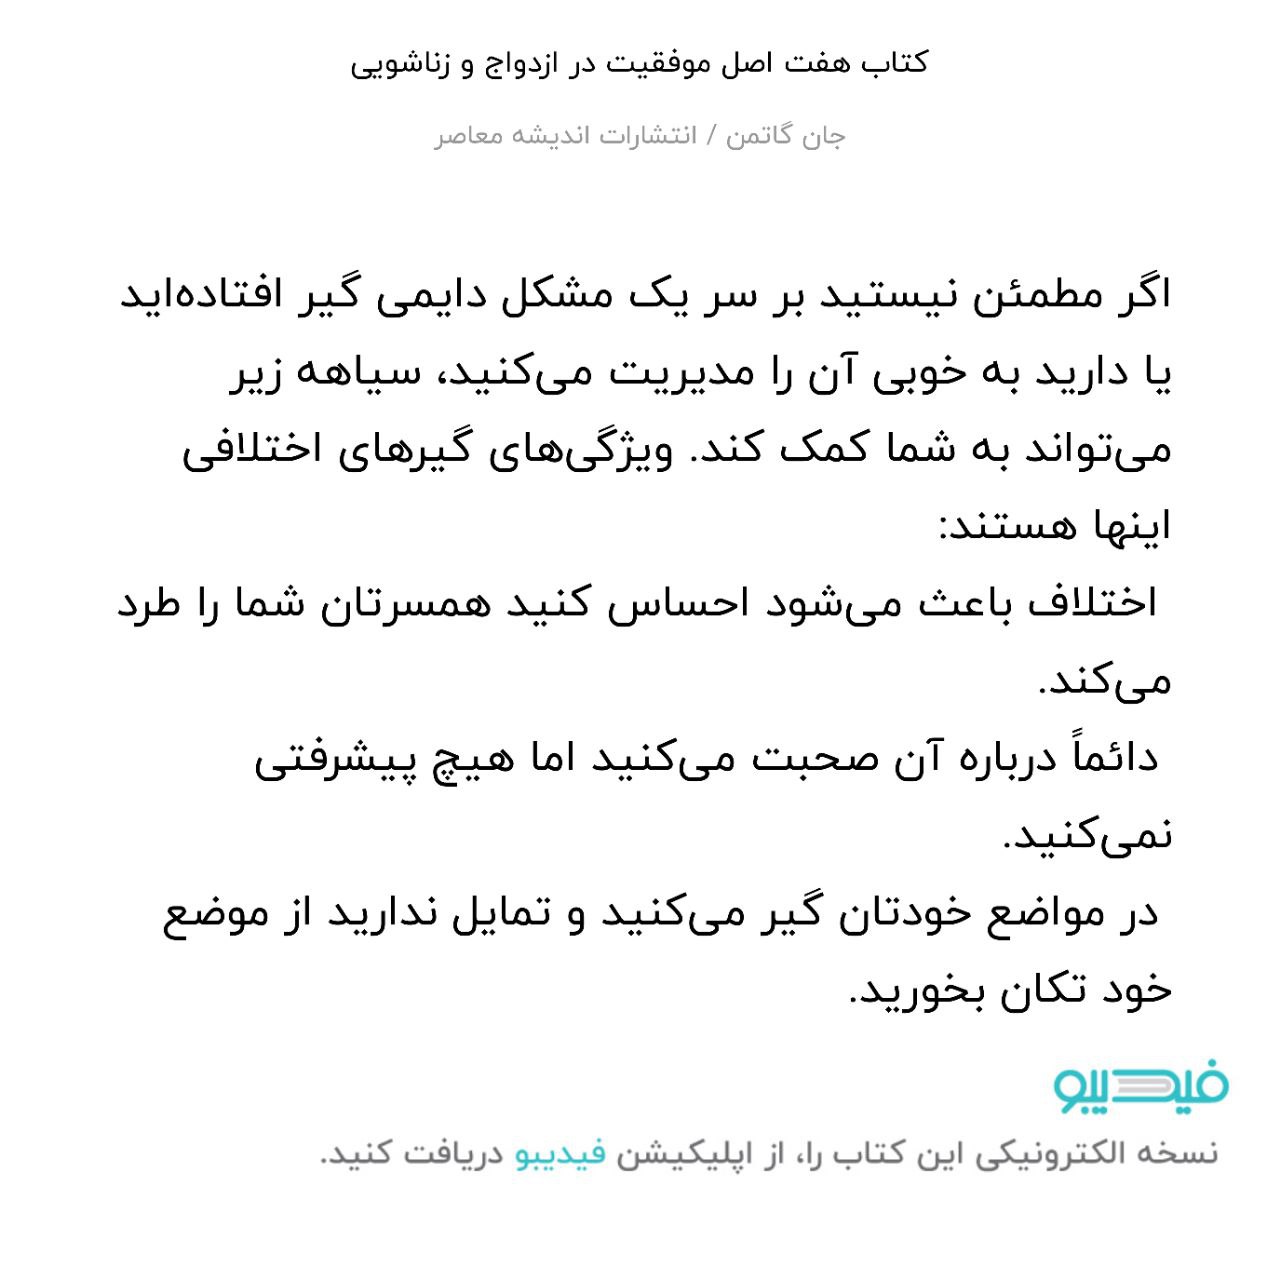 کتاب هفت اصل موفقیت در ازدواج و زناشویی
جان گاتمن / انتشارات اندیشه معاصر
اگر مطمئن نیستید بر سر یک مشکل دایمی گیر افتاده‌اید
یا دارید به خوبی آن را مدیریت می‌کنید، سیاهه زیر
می‌تواند به شما کمک کند. ویژگی‌های گیرهای اختلافی
اینها هستند:
اختلاف باعث می‌شود احساس کنید همسرتان شما را طرد
می‌کند.
دائماً درباره آن صحبت می‌کنید اما هیچ پیشرفتی
نمی‌کنید.
در مواضع خودتان گیر می‌کنید و تمایل ندارید از موضع
خود تکان بخورید.
فیدیبو
نسخه الکترونیکی این کتاب را، از اپلیکیشن فیدیبو دریافت کنید.